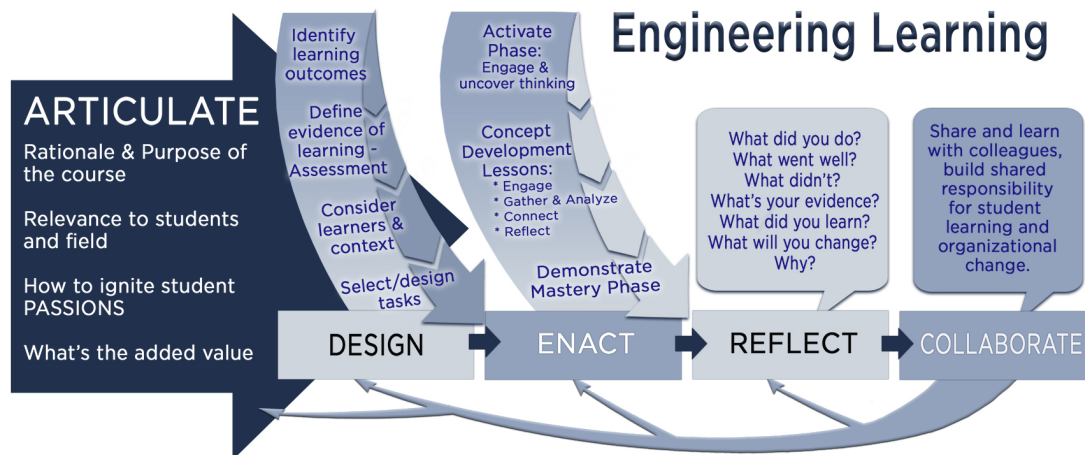 Engineering Learning
ARTICULATE
Rationale & Purpose of
the course
Relevance to students
and field
How to ignite student
PASSIONS
What's the added value
Identify
learning
outcomes
Define
evidence of
learning -
Assessment
Consider
learners &
context
Select/design
tasks
DESIGN
Activate
Phase:
Engage &
uncover thinking
Concept
Development
Lessons:
* Engage
* Gather & Analyze
* Connect
* Reflect
Demonstrate
Mastery Phase
ENACT
What did you do?
What went well?
What didn't?
What's your evidence?
What did you learn?
What will you change?
Why?
REFLECT
Share and learn
with colleagues,
build shared
responsibility
for student
learning and
organizational
change.
COLLABORATE